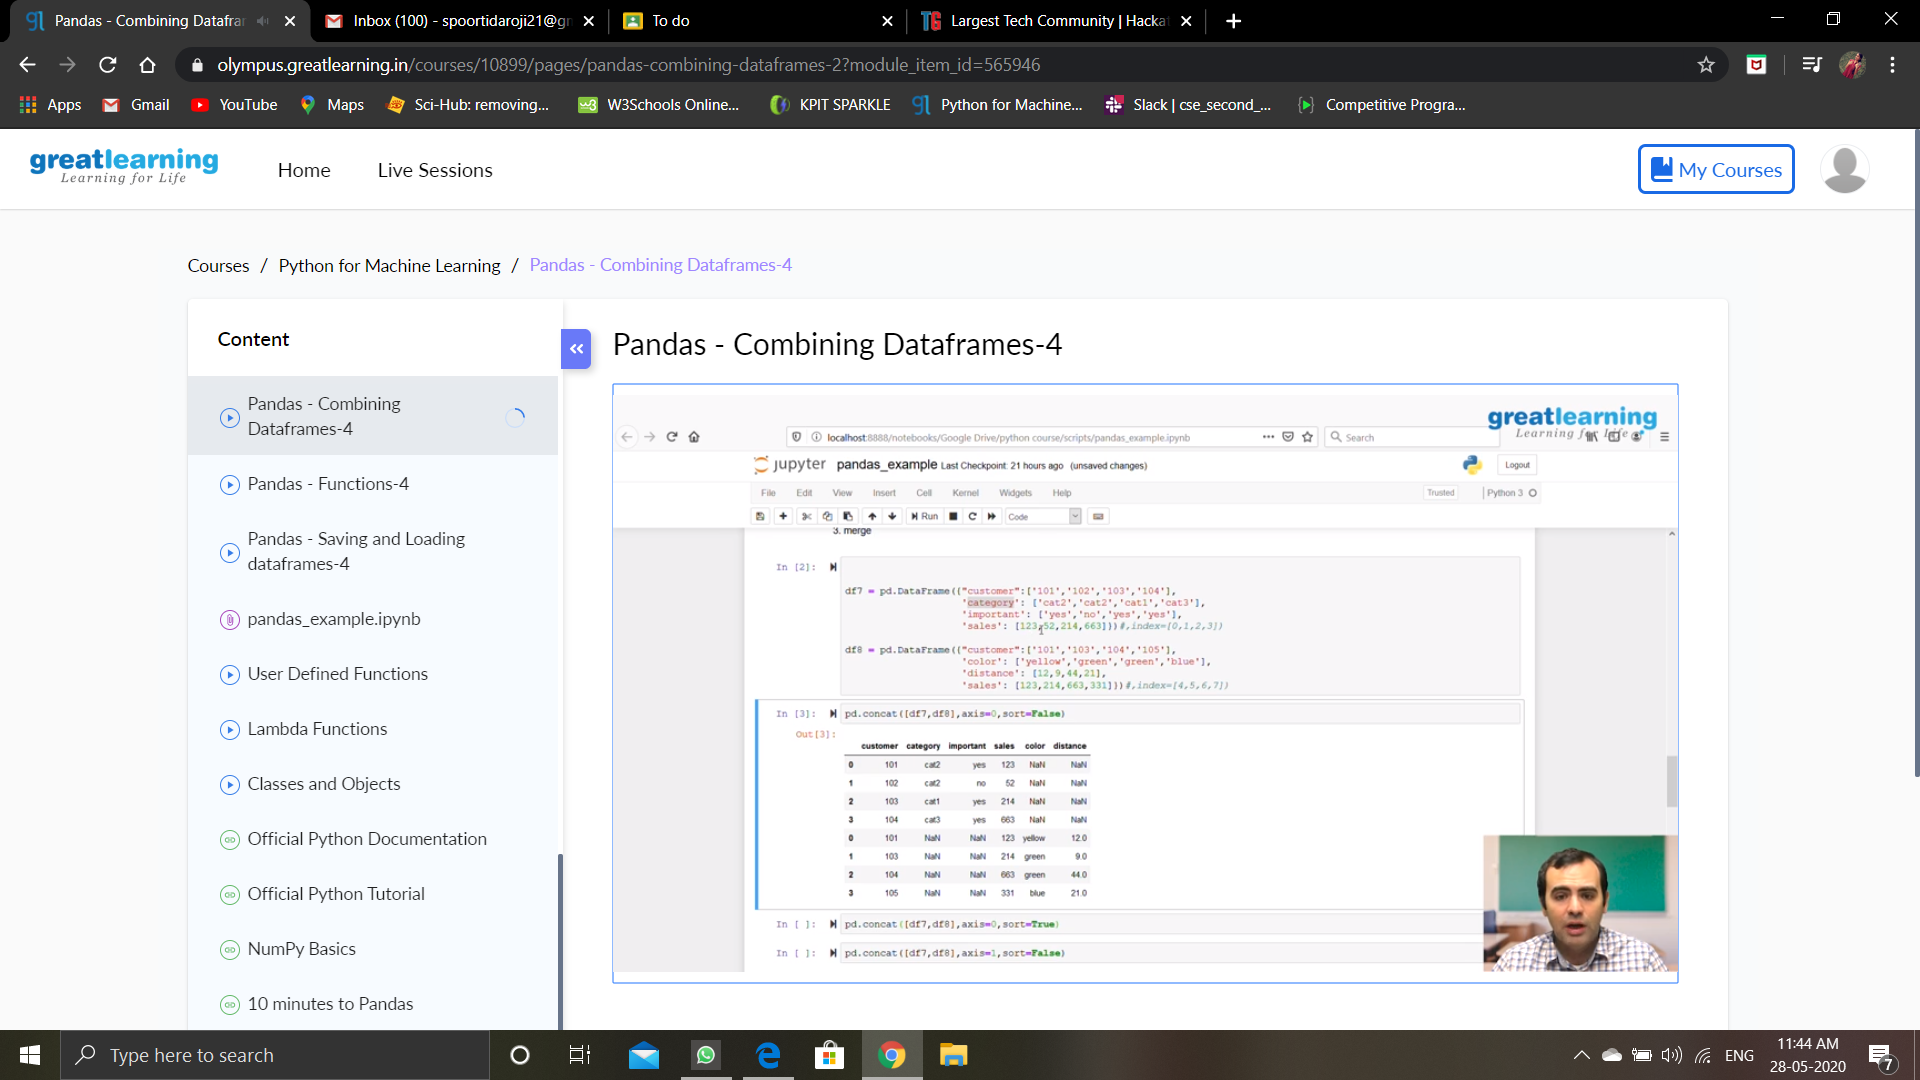 Pandas - Combining Datafrar
Inbox (100) - spoortidaroji21@gr
To do
Largest Tech Community | Hacka
olympus.greatlearning.in/courses/10899/pages/pandas-combining-dataframes-2?module_item_id=565946
Apps
Gmail
YouTube
Maps
Sci-Hub: removing...
W3Schools Online...
KPIT SPARKLE
Python for Machine...
Slack | cse_second_...
Competitive Progra...
greatlearning
Learning for Life
Home
Live Sessions
My Courses
Courses / Python for Machine Learning / Pandas - Combining Dataframes-4
Content
Pandas - Combining
Dataframes-4
Pandas - Functions-4
Pandas - Saving and Loading
dataframes-4
pandas_example.ipynb
User Defined Functions
Lambda Functions
Classes and Objects
Official Python Documentation
Official Python Tutorial
NumPy Basics
10 minutes to Pandas
Pandas - Combining Dataframes-4
greatlearning
Learning for Life
localhost:8888/notebooks/Google Drive/python course/scripts/pandas_example.ipynb
Search
jupyter pandas_example Last Checkpoint: 21 hours ago (unsaved changes)
Logout
File Edit View Insert Cell Kernel Widgets Help
Trusted
Python 3
Run
Code
3. merge
In [2]:
df7 = pd.DataFrame({"customer":['101','102','103','104'],
'category': ['cat2','cat2','cat1','cat3'],
'important': ['yes','no','yes','yes'],
'sales': [123,52,214,663]})#,index=[0,1,2,3])
df8 = pd.DataFrame({"customer":['101','103','104','105'],
'color': ['yellow','green','green','blue'],
'distance': [12,9,44,21],
'sales': [123,214,663,331]})#,index=[4,5,6,7])
In [3]: pd.concat([df7,df8],axis=0,sort=False)
Out[3]:
customer category important sales color distance
0 101 cat2 yes 123 NaN NaN
1 102 cat2 no 52 NaN NaN
2 103 cat1 yes 214 NaN NaN
3 104 cat3 yes 663 NaN NaN
0 101 NaN NaN 123 yellow 12.0
1 103 NaN NaN 214 green 9.0
2 104 NaN NaN 663 green 44.0
3 105 NaN NaN 331 blue 21.0
In [ ]: pd.concat([df7,df8],axis=0,sort=True)
In [ ]: pd.concat([df7,df8],axis=1,sort=False)
Type here to search
ENG
11:44 AM
28-05-2020
7